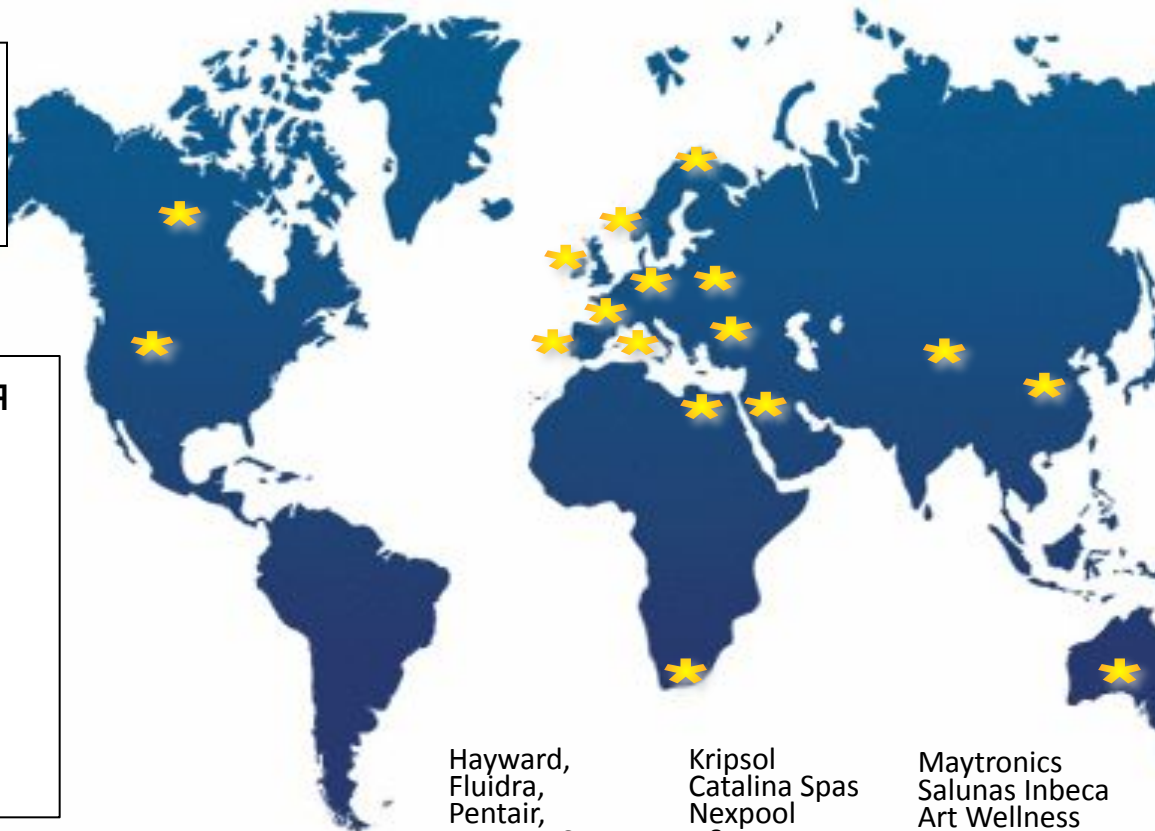 я
Hayward,
Fluidra,
Pentair,
Kripsol
Catalina Spas
Nexpool
Maytronics
Salunas Inbeca
Art Wellness